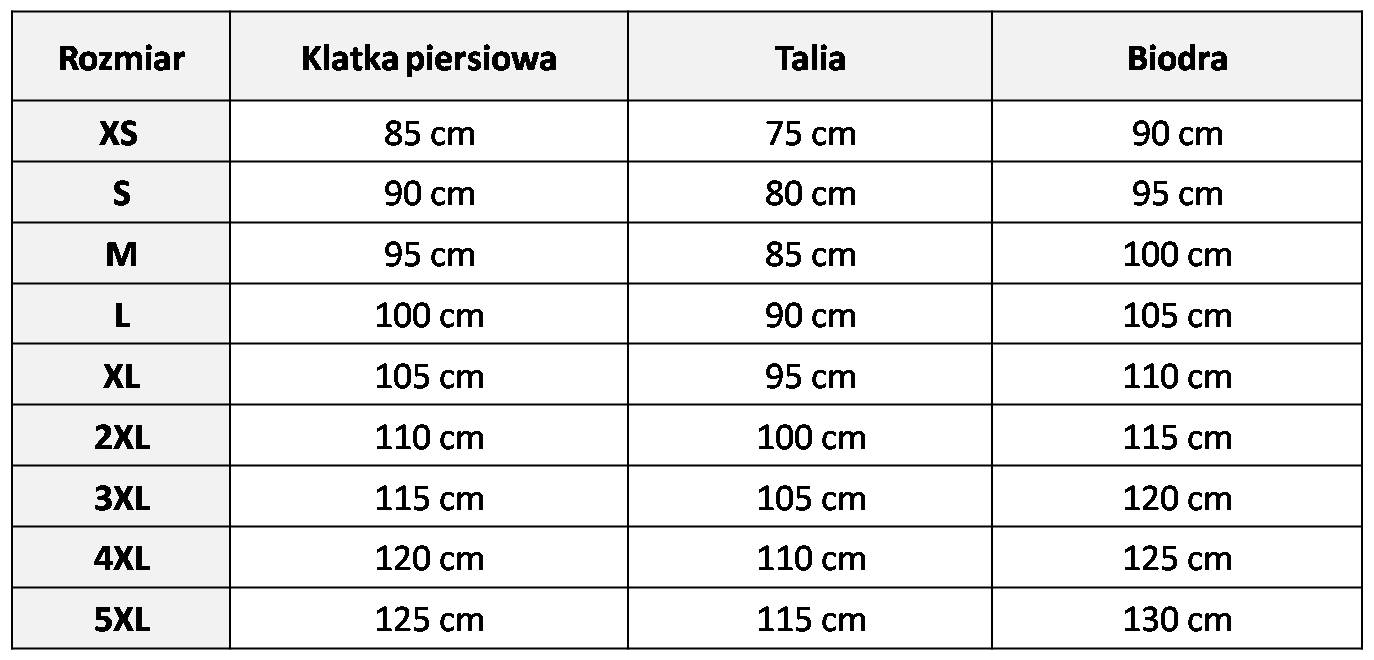 Rozmiar Klatka piersiowa Talia Biodra
XS 85 cm 75 cm 90 cm
S 90 cm 80 cm 95 cm
M 95 cm 85 cm 100 cm
L 100 cm 90 cm 105 cm
XL 105 cm 95 cm 110 cm
2XL 110 cm 100 cm 115 cm
3XL 115 cm 105 cm 120 cm
4XL 120 cm 110 cm 125 cm
5XL 125 cm 115 cm 130 cm